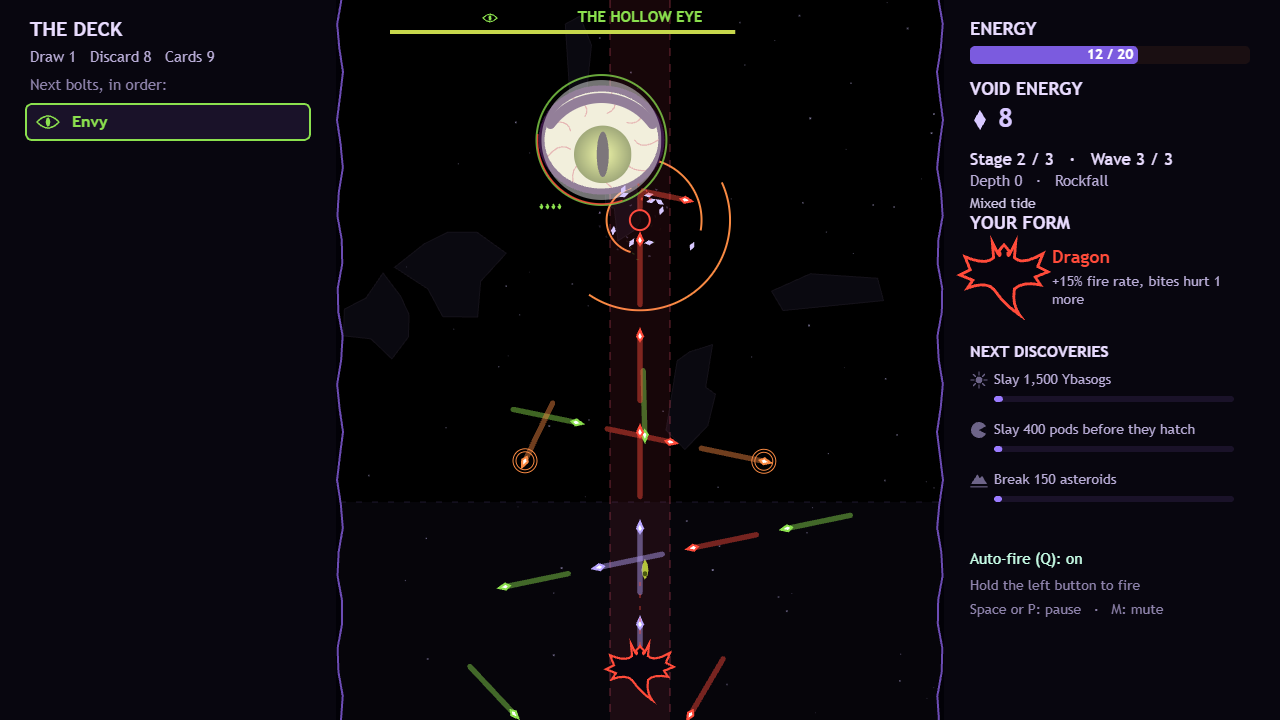 THE DECK
Draw 1 Discard 8 Cards 9
Next bolts, in order:
Envy
THE HOLLOW EYE
ENERGY
12 / 20
VOID ENERGY
8
Stage 2 / 3 · Wave 3 / 3
Depth 0 · Rockfall
Mixed tide
YOUR FORM
Dragon
+15% fire rate, bites hurt 1
more
NEXT DISCOVERIES
Slay 1,500 Ybasogs
Slay 400 pods before they hatch
Break 150 asteroids
Auto-fire (Q): on
Hold the left button to fire
Space or P: pause · M: mute